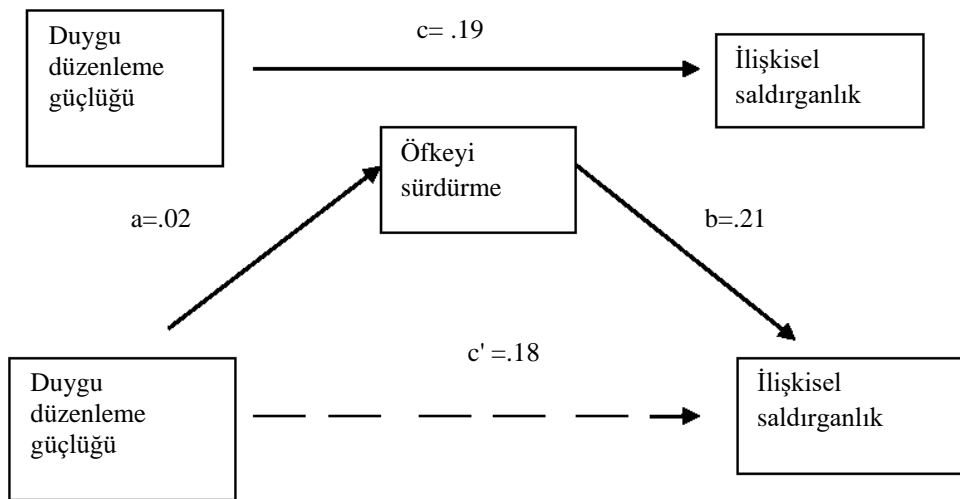 Duygu
düzenleme
güçlüğü
c= .19
İlişkisel
saldırganlık
Öfkeyi
sürdürme
a=.02
b=.21
c' =.18
Duygu
düzenleme
güçlüğü
İlişkisel
saldırganlık